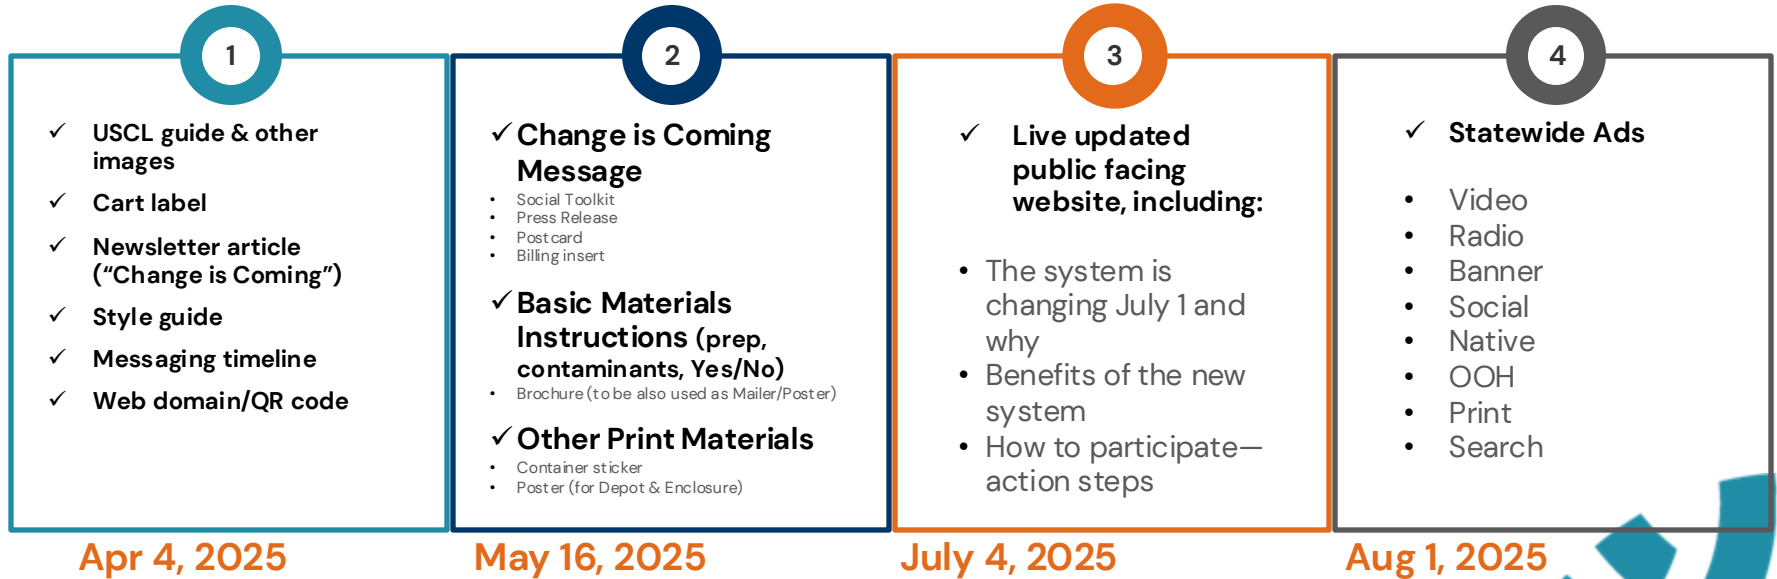 1
✓ USCL guide & other
images
✓ Cart label
✓ Newsletter article
(“Change is Coming”)
✓ Style guide
✓ Messaging timeline
✓ Web domain/QR code
Apr 4, 2025
2
✓ Change is Coming
Message
• Social Toolkit
• Press Release
• Postcard
• Billing insert
✓ Basic Materials
Instructions (prep,
contaminants, Yes/No)
• Brochure (to be also used as Mailer/Poster)
✓ Other Print Materials
• Container sticker
• Poster (for Depot & Enclosure)
May 16, 2025
3
✓ Live updated
public facing
website, including:
• The system is
changing July 1 and
why
• Benefits of the new
system
• How to participate—
action steps
July 4, 2025
4
✓ Statewide Ads
• Video
• Radio
• Banner
• Social
• Native
• OOH
• Print
• Search
Aug 1, 2025